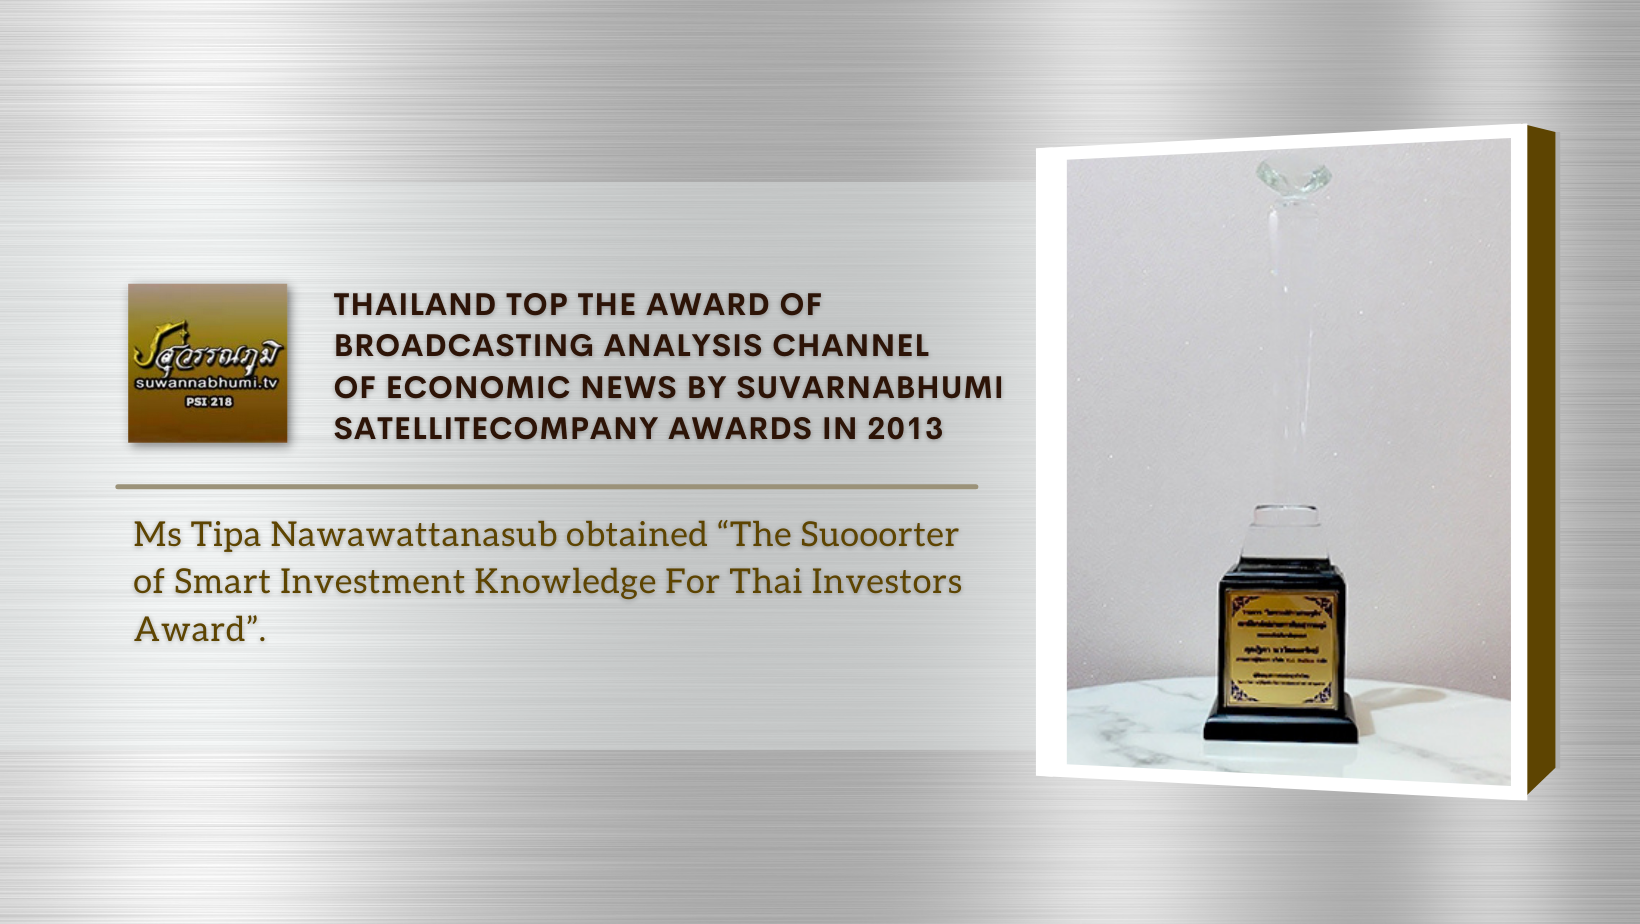 สุวรรณภูมิ
suwannabhumi.tv
PSI 218
THAILAND TOP THE AWARD OF
BROADCASTING ANALYSIS CHANNEL
OF ECONOMIC NEWS BY SUVARNABHUMI
SATELLITECOMPANY AWARDS IN 2013
Ms Tipa Nawawattanasub obtained “The Suooorter
of Smart Investment Knowledge For Thai Investors
Award”.